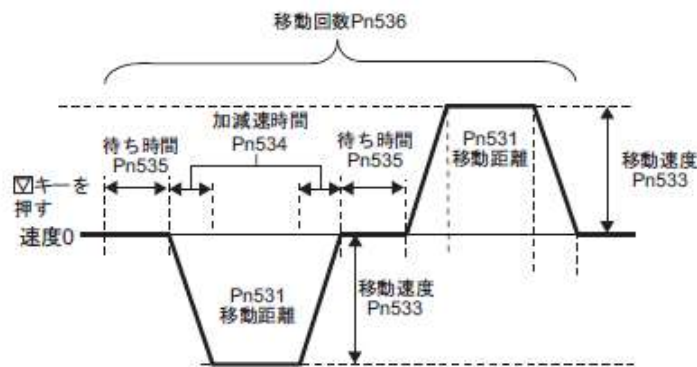 移動回数Pn536
加減速時間
Pn534
待ち時間
Pn535
待ち時間
Pn535
Pn531
移動距離
移動速度
Pn533
▽キーを
押す
速度0
Pn531
移動距離
移動速度
Pn533